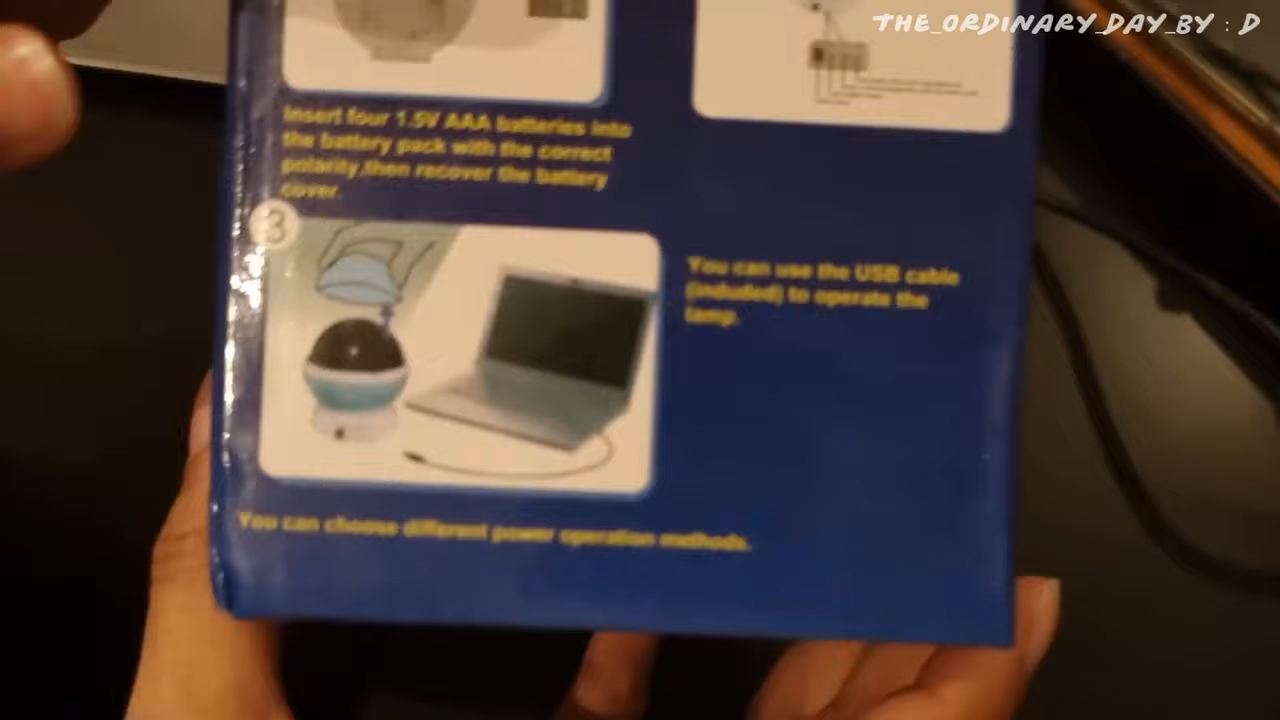 THE_ORDINARY_DAY_BY : D
Insert four 1.5V AAA batteries into
the battery pack with the correct
polarity,then recover the battery
cover.
3
You can use the USB cable
(included) to operate the
lamp.
You can choose different power operation methods.